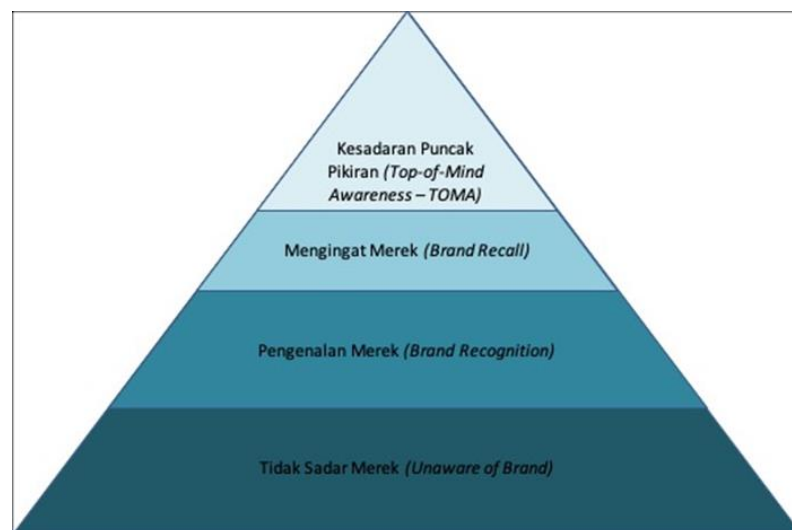 Kesadaran Puncak
Pikiran (Top-of-Mind
Awareness – TOMA)
Mengingat Merek (Brand Recall)
Pengenalan Merek (Brand Recognition)
Tidak Sadar Merek (Unaware of Brand)